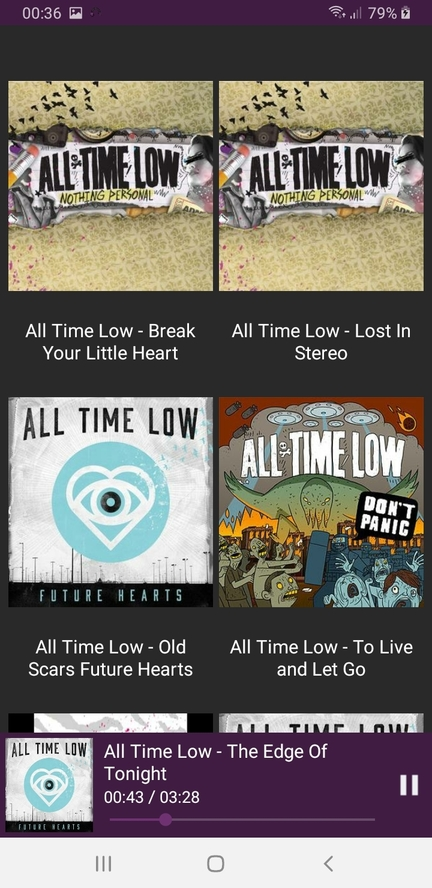 00:36
79%
ALL TIME LOW
NOTHING PERSONAL
ALL TIME LOW
NOTHING PERSONAL
All Time Low - Break
Your Little Heart
All Time Low - Lost In
Stereo
ALL TIME LOW
FUTURE HEARTS
ALL TIME LOW
DON'T
PANIC
All Time Low - Old
Scars Future Hearts
All Time Low - To Live
and Let Go
ALL TIME LOW
FUTURE HEARTS
All Time Low - The Edge Of
Tonight
00:43 / 03:28